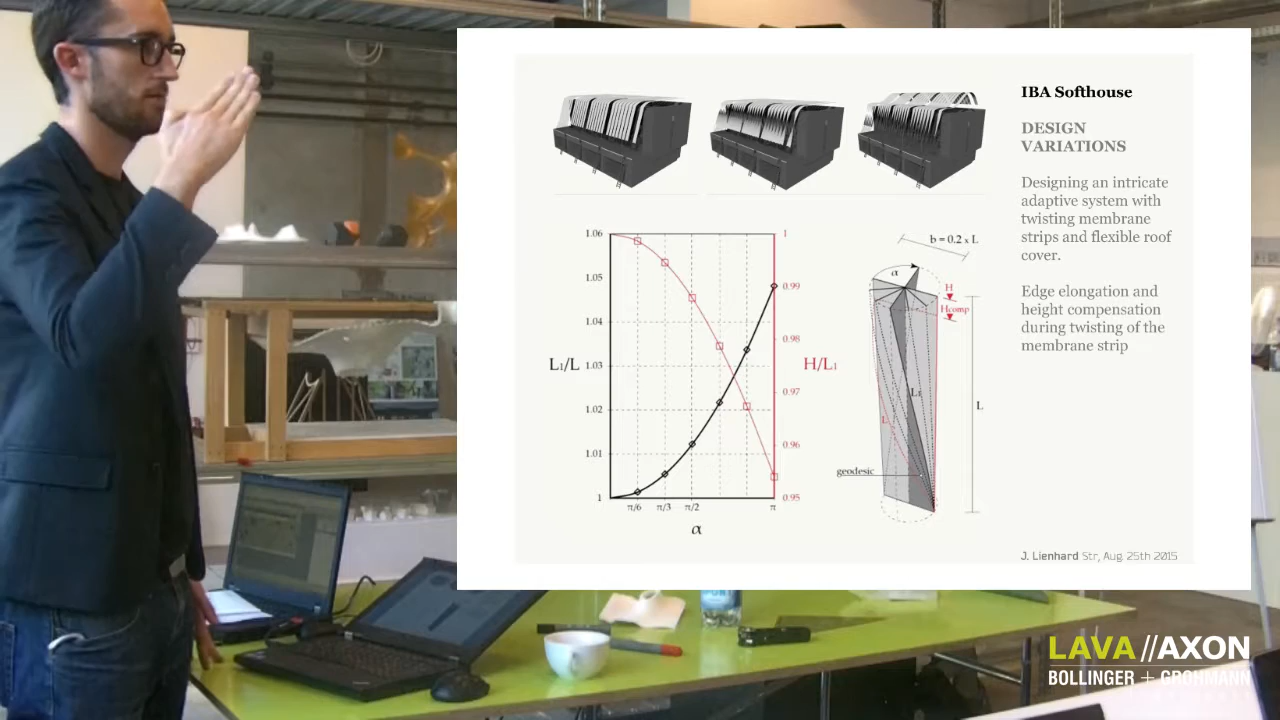 IBA Softhouse
DESIGN
VARIATIONS
Designing an intricate
adaptive system with
twisting membrane
strips and flexible roof
cover.
Edge elongation and
height compensation
during twisting of the
membrane strip
1.06
1.05
1.04
1.03
1.02
1.01
1
L1/L
1
0.99
0.98
0.97
0.96
0.95
H/L1
π/6
π/3
π/2
π
α
b = 0.2 x L
α
H
Hcomp
L1
L
L
geodesic
J. Lienhard Str, Aug. 25th 2015
LAVA //AXON
BOLLINGER + GROHMANN